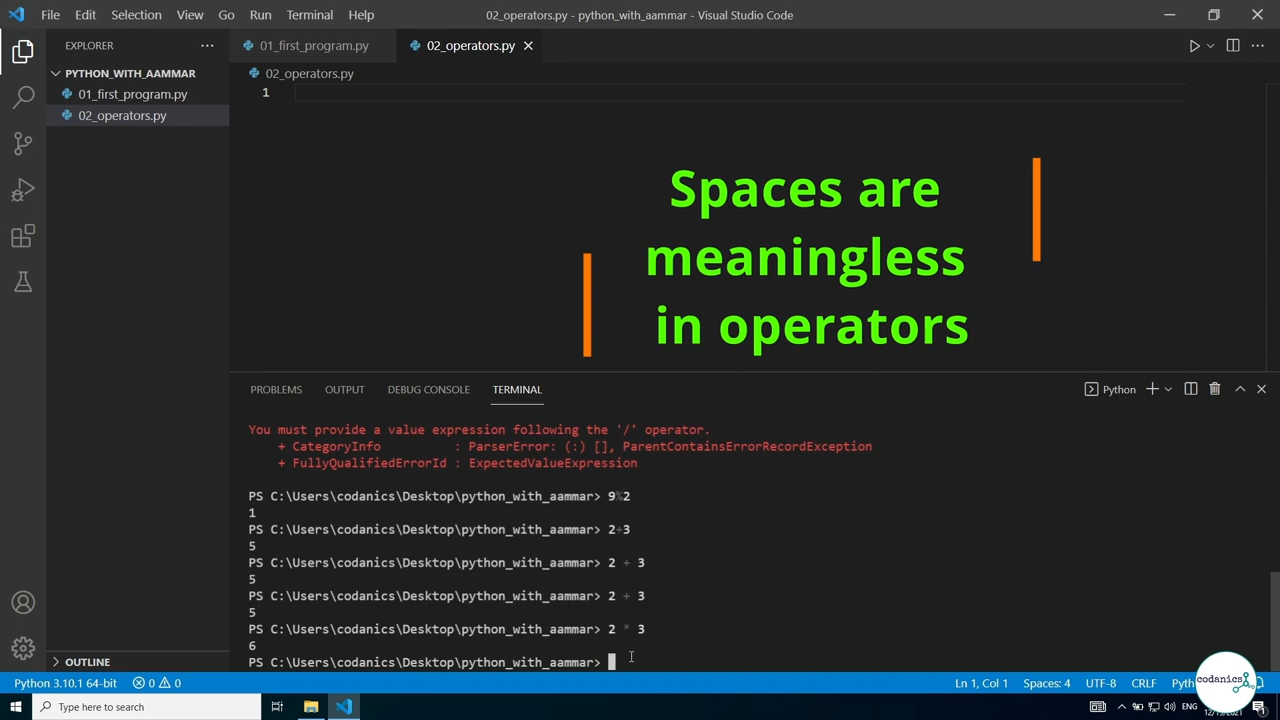 File Edit Selection View Go Run Terminal Help
02_operators.py - python_with_aammar - Visual Studio Code
EXPLORER
01_first_program.py
02_operators.py
PYTHON_WITH_AAMMAR
01_first_program.py
02_operators.py
02_operators.py
1
Spaces are
meaningless
in operators
PROBLEMS OUTPUT DEBUG CONSOLE TERMINAL
Python
You must provide a value expression following the '/' operator.
+ CategoryInfo : ParserError: (:) [], ParentContainsErrorRecordException
+ FullyQualifiedErrorId : ExpectedValueExpression
PS C:\Users\codanics\Desktop\python_with_aammar> 9%2
1
PS C:\Users\codanics\Desktop\python_with_aammar> 2+3
5
PS C:\Users\codanics\Desktop\python_with_aammar> 2 + 3
5
PS C:\Users\codanics\Desktop\python_with_aammar> 2 + 3
5
PS C:\Users\codanics\Desktop\python_with_aammar> 2 * 3
6
PS C:\Users\codanics\Desktop\python_with_aammar>
OUTLINE
Python 3.10.1 64-bit 0 0
Ln 1, Col 1 Spaces: 4 UTF-8 CRLF
codanics
Type here to search
ENG